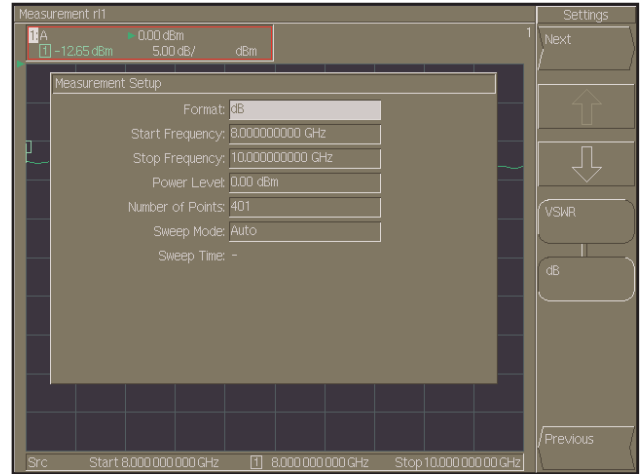 Measurement rl1
Settings
1: A ▶ 0.00 dBm
1 -12.65 dBm 5.00 dB/ dBm
1
Next
Measurement Setup
Format: dB
Start Frequency: 8.000000000 GHz
Stop Frequency: 10.000000000 GHz
Power Level: 0.00 dBm
Number of Points: 401
Sweep Mode: Auto
Sweep Time: -
VSWR
dB
Previous
Src Start 8.000 000 000 GHz 1 8.000 000 000 GHz Stop 10.000 000 00 GHz